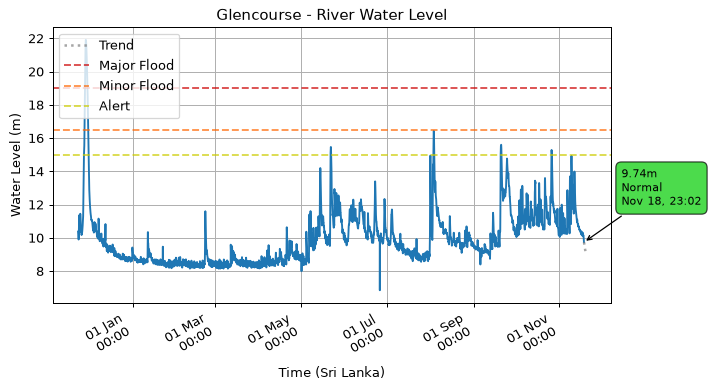 Glencourse - River Water Level
Water Level (m)
22
20
18
16
14
12
10
8
Trend
Major Flood
Minor Flood
Alert
9.74m
Normal
Nov 18, 23:02
01 Jan
00:00
01 Mar
00:00
01 May
00:00
01 Jul
00:00
01 Sep
00:00
01 Nov
00:00
Time (Sri Lanka)